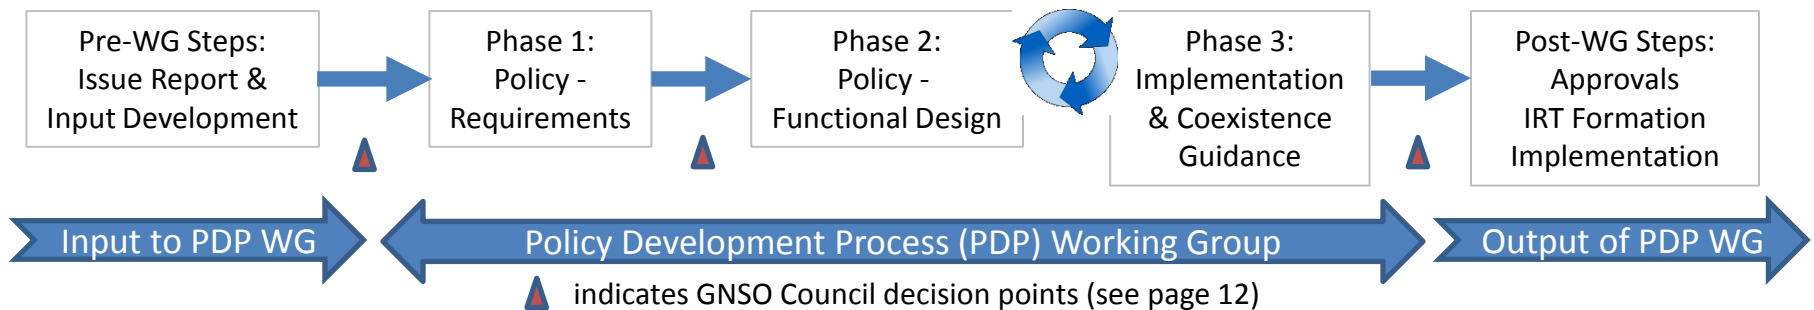 Pre-WG Steps:
Issue Report &
Input Development
Phase 1:
Policy -
Requirements
Phase 2:
Policy -
Functional Design
Phase 3:
Implementation
& Coexistence
Guidance
Post-WG Steps:
Approvals
IRT Formation
Implementation
Input to PDP WG
Policy Development Process (PDP) Working Group
Output of PDP WG
indicates GNSO Council decision points (see page 12)